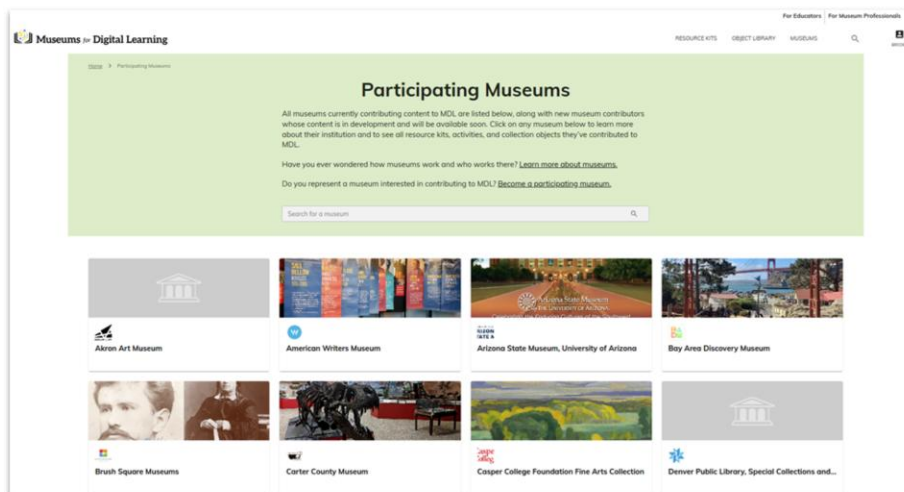 For Educators For Museum Professionals
Museums for Digital Learning
RESOURCE KITS OBJECT LIBRARY MUSEUMS
Home > Participating Museums
Participating Museums
All museums currently contributing content to MDL are listed below, along with new museum contributors
whose content is in development and will be available soon. Click on any museum below to learn more
about their institution and to see all resource kits, activities, and collection objects they've contributed to
MDL.
Have you ever wondered how museums work and who works there? Learn more about museums.
Do you represent a museum interested in contributing to MDL? Become a participating museum.
Search for a museum
Arizona State Museum
THE UNIVERSITY OF ARIZONA
Akron Art Museum
American Writers Museum
Arizona State Museum, University of Arizona
Bay Area Discovery Museum
Brush Square Museums
Carter County Museum
Casper College Foundation Fine Arts Collection
Denver Public Library, Special Collections and...